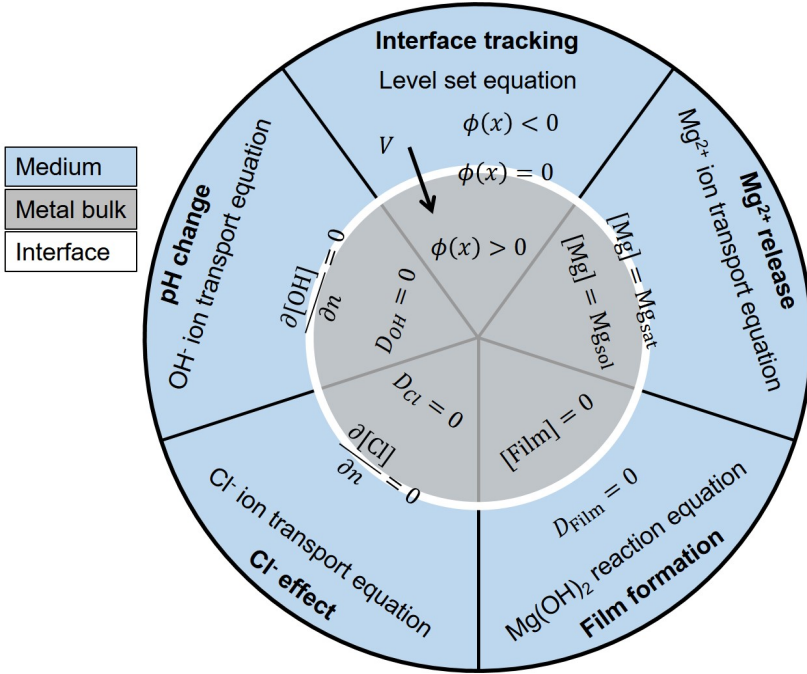 Medium
Metal bulk
Interface
Interface tracking
Level set equation
ϕ(x) < 0
ϕ(x) = 0
ϕ(x) > 0
V
Mg²⁺ release
Mg²⁺ ion transport equation
[Mg] = Mg_sat
[Mg] = Mg_sol
Film formation
Mg(OH)₂ reaction equation
D_Film = 0
[Film] = 0
Cl⁻ effect
Cl⁻ ion transport equation
∂[Cl]/∂n = 0
D_Cl = 0
pH change
OH⁻ ion transport equation
∂[OH]/∂n = 0
D_OH = 0